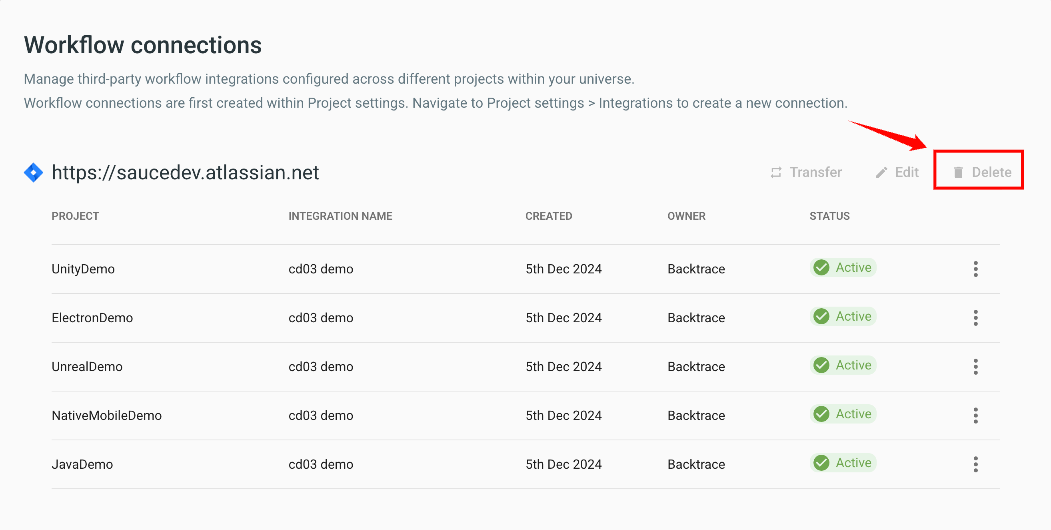 Workflow connections
Manage third-party workflow integrations configured across different projects within your universe.
Workflow connections are first created within Project settings. Navigate to Project settings > Integrations to create a new connection.
https://saucedev.atlassian.net Transfer Edit Delete
PROJECT INTEGRATION NAME CREATED OWNER STATUS
UnityDemo cd03 demo 5th Dec 2024 Backtrace Active
ElectronDemo cd03 demo 5th Dec 2024 Backtrace Active
UnrealDemo cd03 demo 5th Dec 2024 Backtrace Active
NativeMobileDemo cd03 demo 5th Dec 2024 Backtrace Active
JavaDemo cd03 demo 5th Dec 2024 Backtrace Active